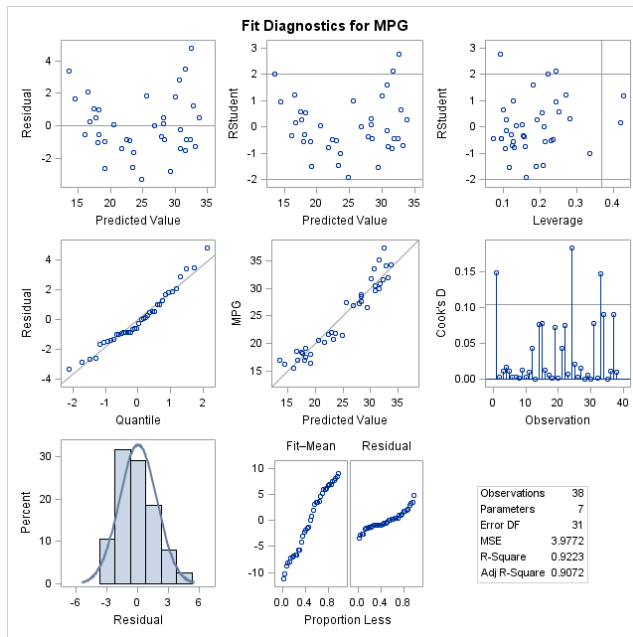 Fit Diagnostics for MPG
Residual
4
2
0
-2
15 20 25 30 35
Predicted Value
RStudent
3
2
1
0
-1
-2
15 20 25 30 35
Predicted Value
RStudent
3
2
1
0
-1
-2
0.1 0.2 0.3 0.4
Leverage
Residual
4
2
0
-2
-4
-2 -1 0 1 2
Quantile
MPG
35
30
25
20
15
15 20 25 30 35
Predicted Value
Cook's D
0.15
0.10
0.05
0.00
0 10 20 30 40
Observation
Percent
30
20
10
0
-6 -3 0 3 6
Residual
Fit–Mean Residual
10
5
0
-5
-10
0.0 0.4 0.8 0.0 0.4 0.8
Proportion Less
Observations 38
Parameters 7
Error DF 31
MSE 3.9772
R-Square 0.9223
Adj R-Square 0.9072